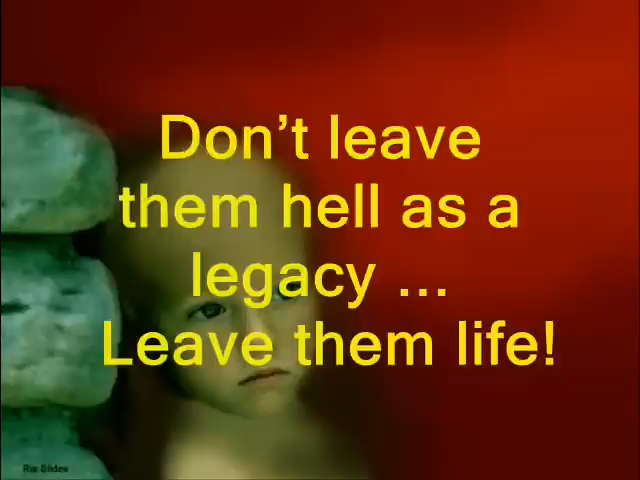 Don’t leave
them hell as a
legacy ...
Leave them life!
Ria Slides